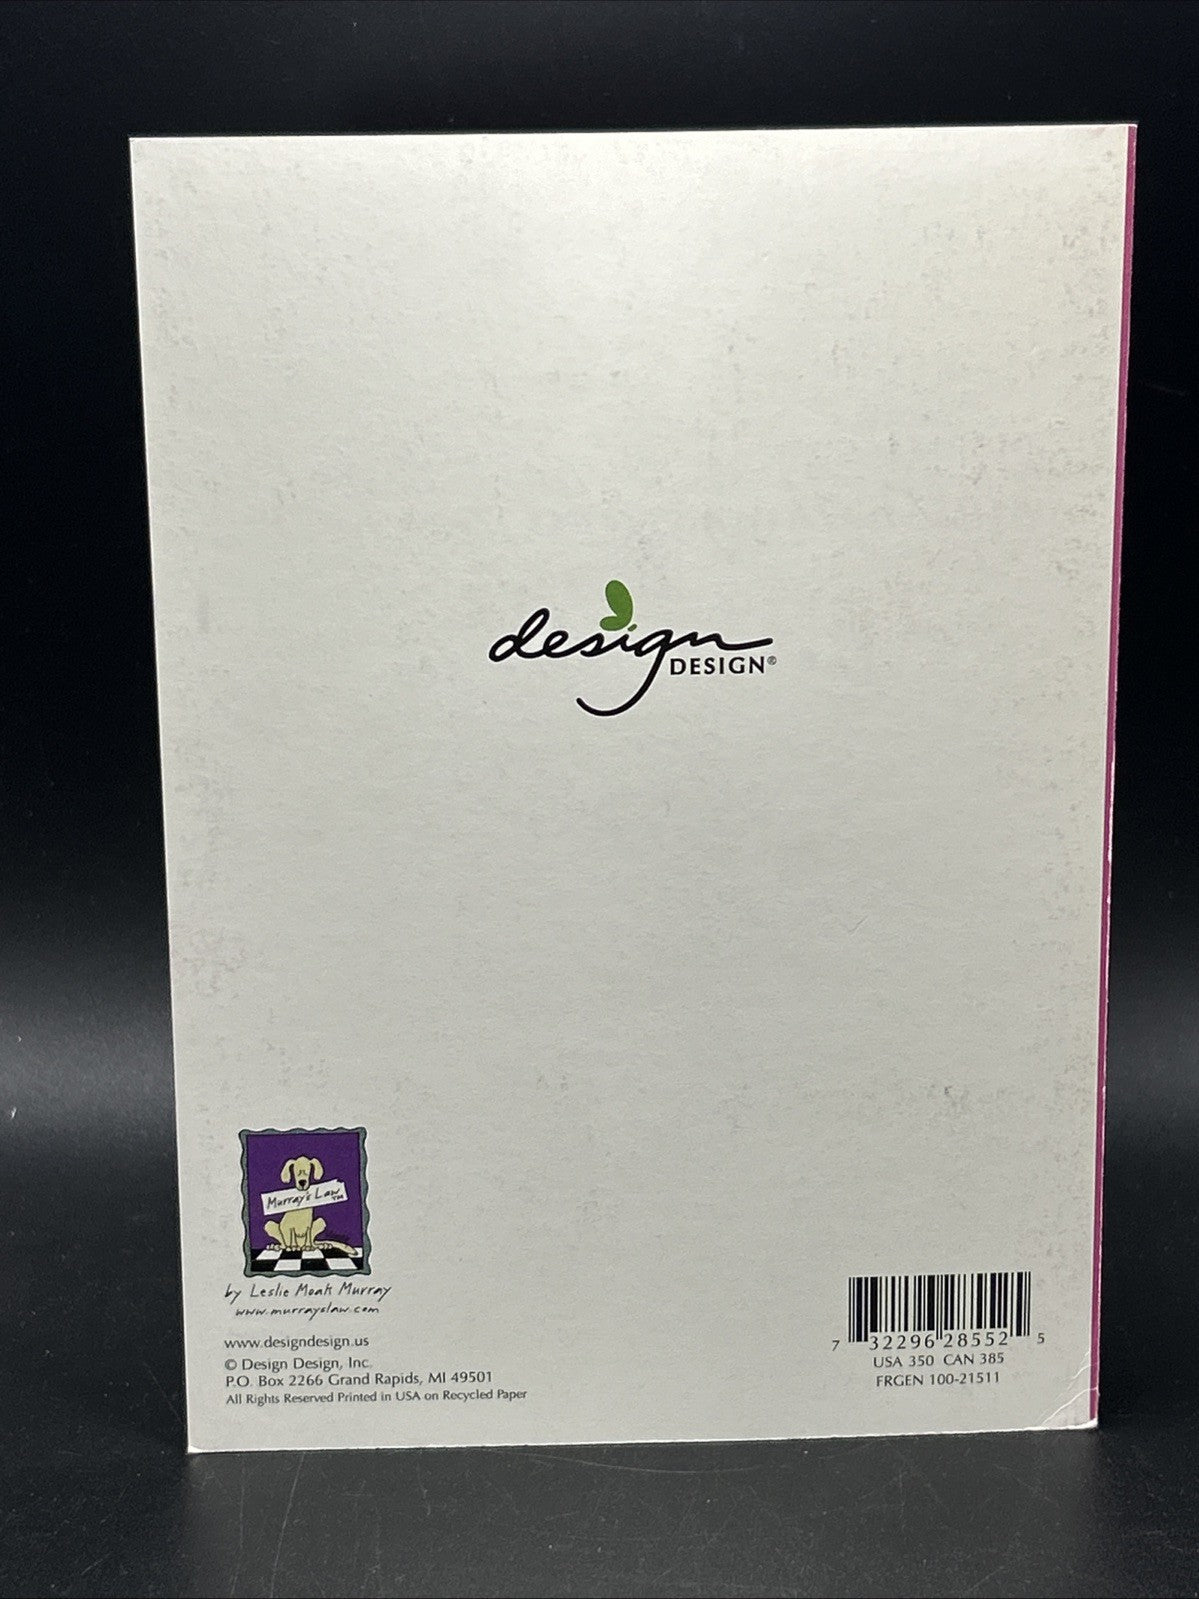 design
DESIGN®
Murray's Law™
by Leslie Moak Murray
www.murrayslaw.com
www.designdesign.us
© Design Design, Inc.
P.O. Box 2266 Grand Rapids, MI 49501
All Rights Reserved Printed in USA on Recycled Paper
7 32296 28552 5
USA 350 CAN 385
FRGEN 100-21511